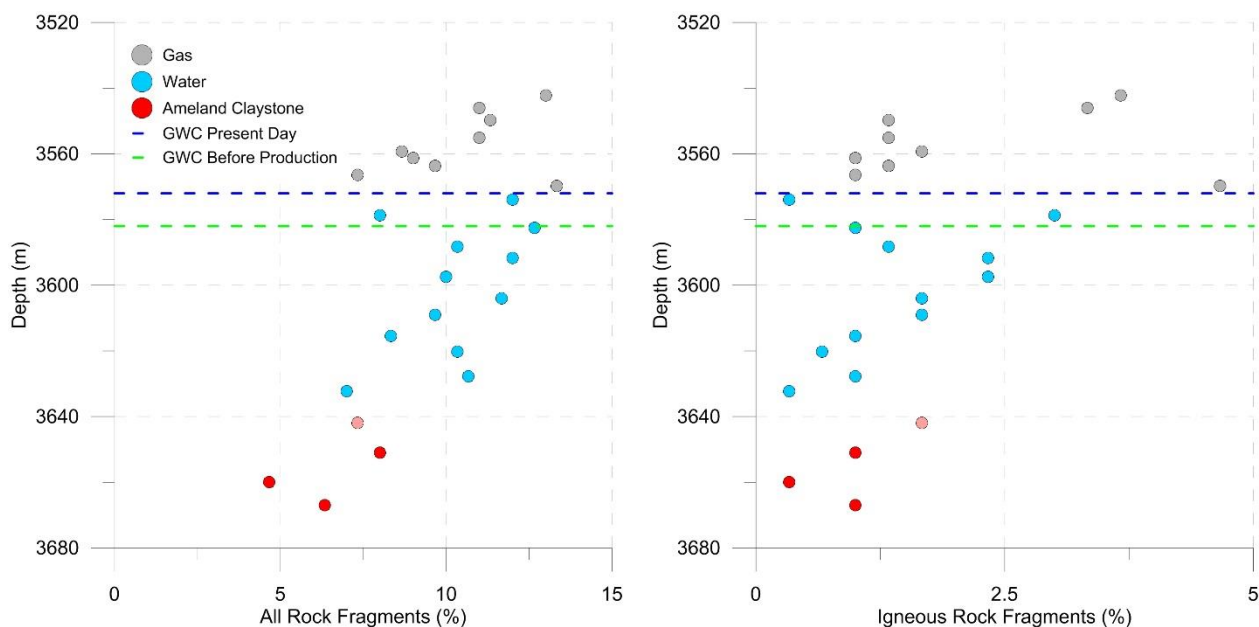 3520
3560
3600
3640
3680
Depth (m)
Gas
Water
Ameland Claystone
GWC Present Day
GWC Before Production
0
5
10
15
All Rock Fragments (%)
3520
3560
3600
3640
3680
Depth (m)
0
2.5
5
Igneous Rock Fragments (%)